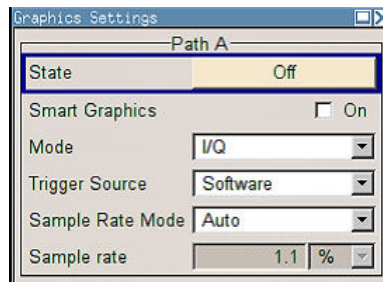 Graphics Settings
Path A
State Off
Smart Graphics On
Mode I/Q
Trigger Source Software
Sample Rate Mode Auto
Sample rate 1.1 %